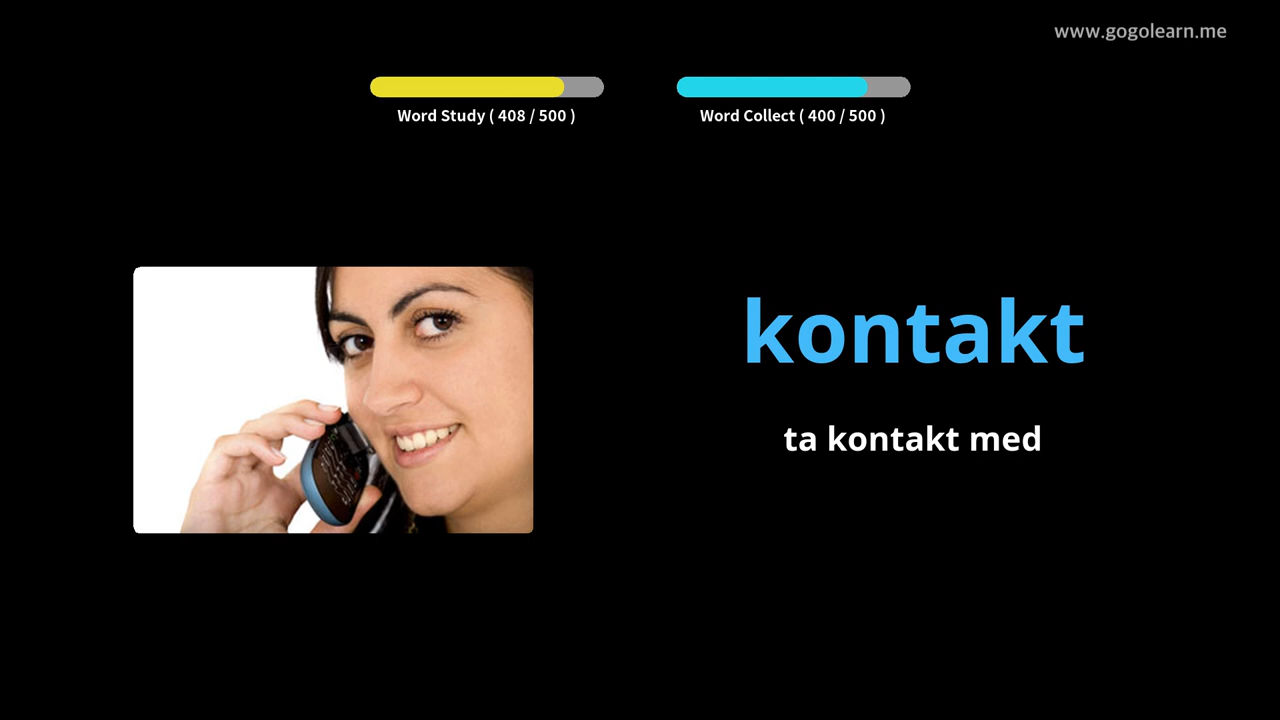 www.gogolearn.me
Word Study ( 408 / 500 )
Word Collect ( 400 / 500 )
kontakt
ta kontakt med